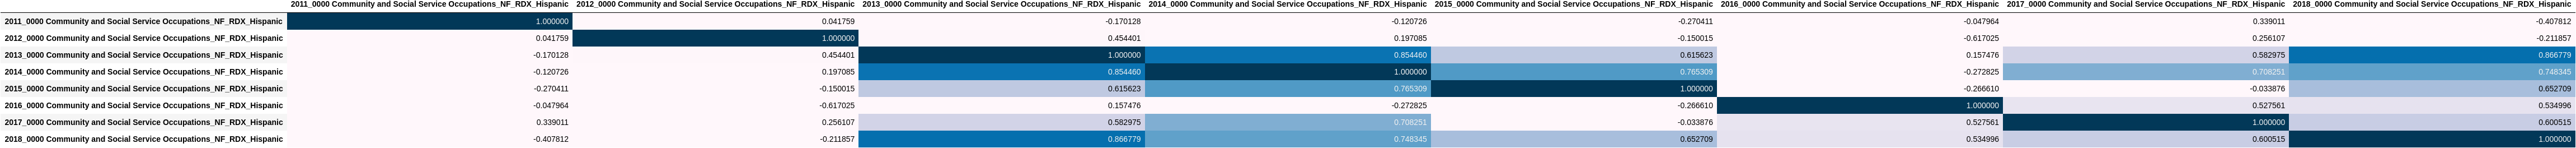 2011_0000 Community and Social Service Occupations_NF_RDX_Hispanic 2012_0000 Community and Social Service Occupations_NF_RDX_Hispanic 2013_0000 Community and Social Service Occupations_NF_RDX_Hispanic 2014_0000 Community and Social Service Occupations_NF_RDX_Hispanic 2015_0000 Community and Social Service Occupations_NF_RDX_Hispanic 2016_0000 Community and Social Service Occupations_NF_RDX_Hispanic 2017_0000 Community and Social Service Occupations_NF_RDX_Hispanic 2018_0000 Community and Social Service Occupations_NF_RDX_Hispanic
2011_0000 Community and Social Service Occupations_NF_RDX_Hispanic 1.000000 0.041759 -0.170128 -0.120726 -0.270411 -0.047964 0.339011 -0.407812
2012_0000 Community and Social Service Occupations_NF_RDX_Hispanic 0.041759 1.000000 0.454401 0.197085 -0.150015 -0.617025 0.256107 -0.211857
2013_0000 Community and Social Service Occupations_NF_RDX_Hispanic -0.170128 0.454401 1.000000 0.854460 0.615623 0.157476 0.582975 0.866779
2014_0000 Community and Social Service Occupations_NF_RDX_Hispanic -0.120726 0.197085 0.854460 1.000000 0.765309 -0.272825 0.708251 0.748345
2015_0000 Community and Social Service Occupations_NF_RDX_Hispanic -0.270411 -0.150015 0.615623 0.765309 1.000000 -0.266610 -0.033876 0.652709
2016_0000 Community and Social Service Occupations_NF_RDX_Hispanic -0.047964 -0.617025 0.157476 -0.272825 -0.266610 1.000000 0.527561 0.534996
2017_0000 Community and Social Service Occupations_NF_RDX_Hispanic 0.339011 0.256107 0.582975 0.708251 -0.033876 0.527561 1.000000 0.600515
2018_0000 Community and Social Service Occupations_NF_RDX_Hispanic -0.407812 -0.211857 0.866779 0.748345 0.652709 0.534996 0.600515 1.000000